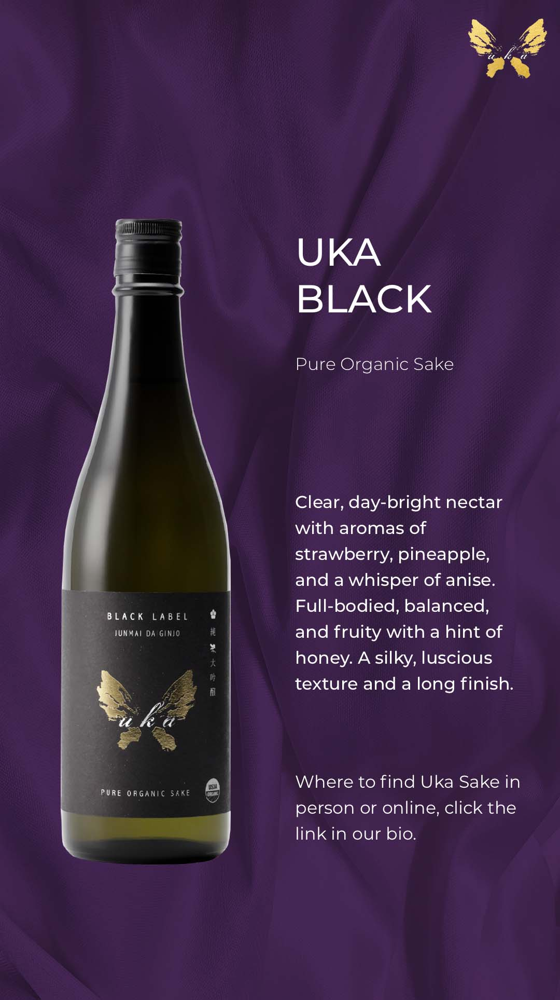 uka
UKA
BLACK
Pure Organic Sake
Clear, day-bright nectar
with aromas of
strawberry, pineapple,
and a whisper of anise.
Full-bodied, balanced,
and fruity with a hint of
honey. A silky, luscious
texture and a long finish.
Where to find Uka Sake in
person or online, click the
link in our bio.
BLACK LABEL
JUNMAI DAIGINJO
純
大
吟
醸
uka
PURE ORGANIC SAKE
USDA
ORGANIC